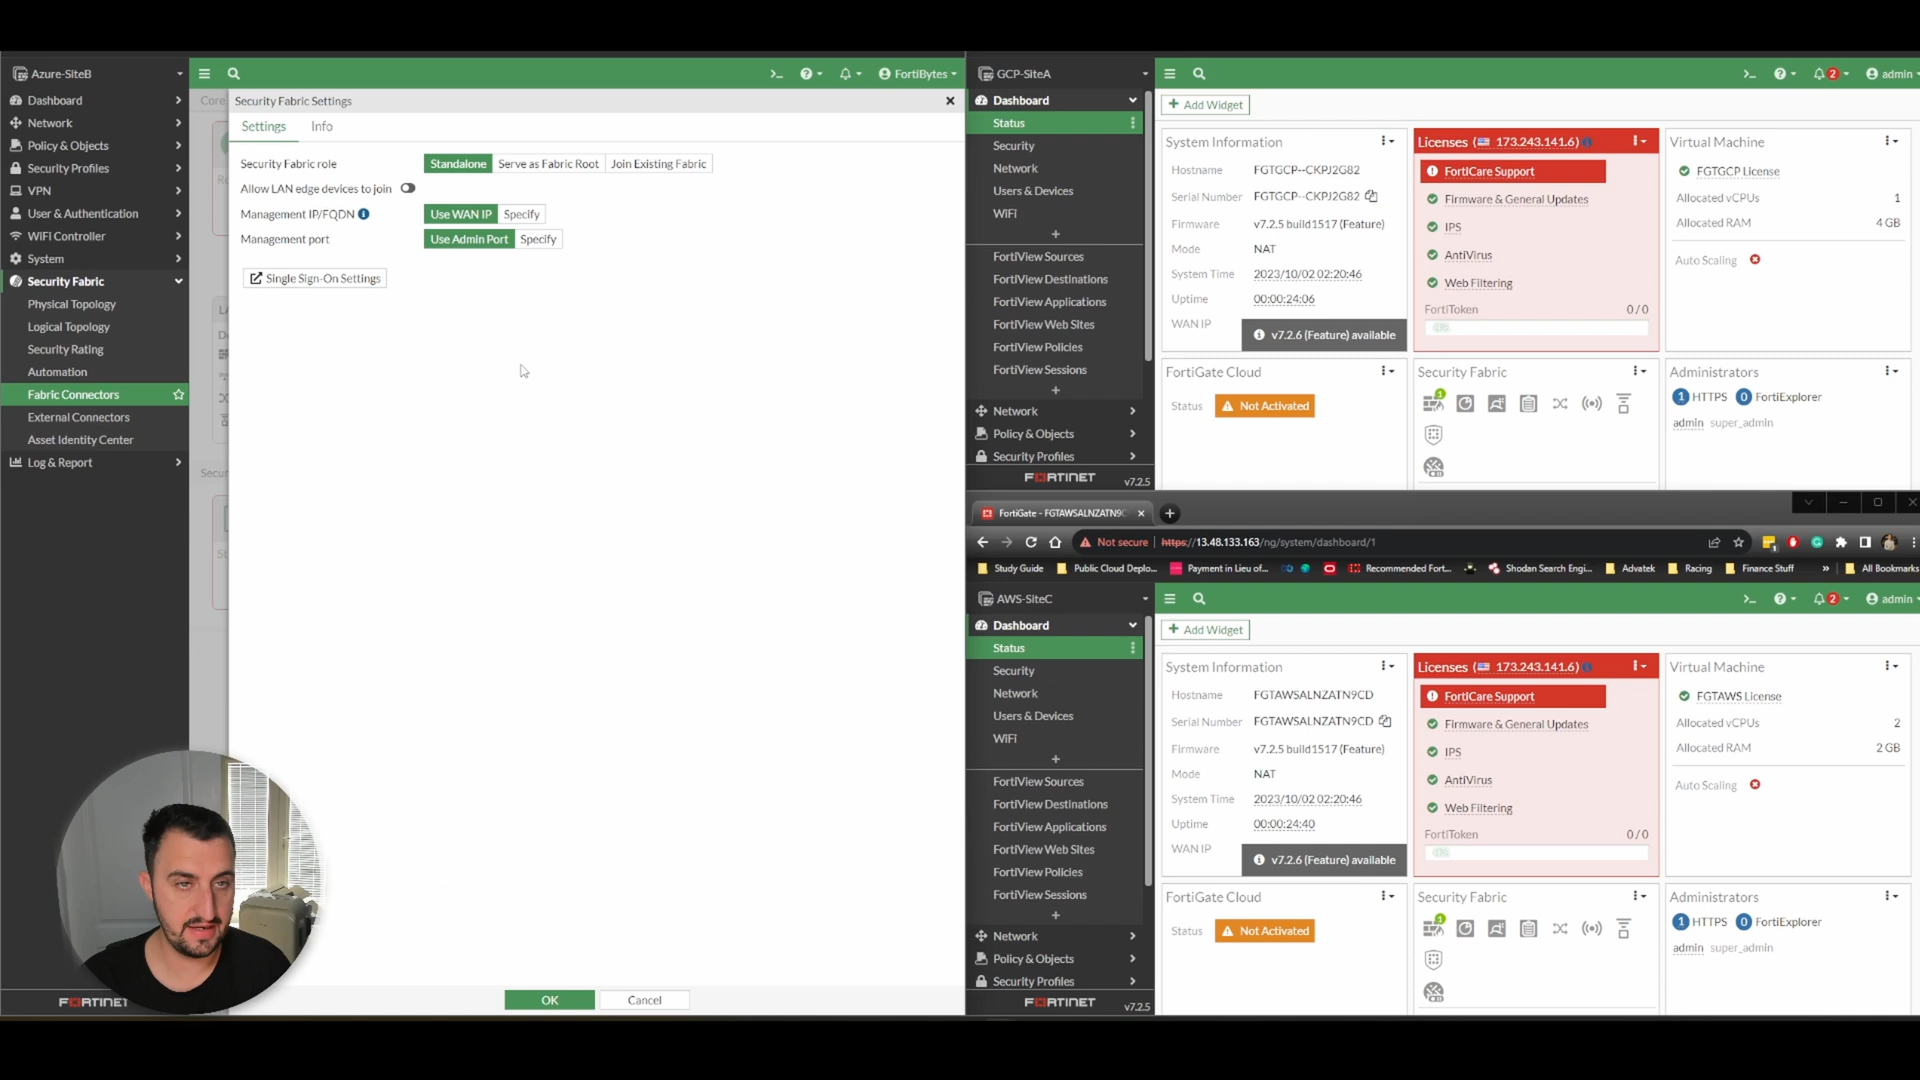 Azure-SiteB
FortiBytes
Dashboard
Network
Policy & Objects
Security Profiles
VPN
User & Authentication
WiFi Controller
System
Security Fabric
Physical Topology
Logical Topology
Security Rating
Automation
Fabric Connectors
External Connectors
Asset Identity Center
Log & Report
FORTINET
Core
Secur
Security Fabric Settings
Settings
Info
Security Fabric role
Standalone
Serve as Fabric Root
Join Existing Fabric
Allow LAN edge devices to join
Management IP/FQDN
Use WAN IP
Specify
Management port
Use Admin Port
Specify
Single Sign-On Settings
OK
Cancel
GCP-SiteA
2
admin
Dashboard
Status
Security
Network
Users & Devices
WiFi
FortiView Sources
FortiView Destinations
FortiView Applications
FortiView Web Sites
FortiView Policies
FortiView Sessions
Network
Policy & Objects
Security Profiles
FORTINET
v7.2.5
Add Widget
System Information
Hostname FGTGCP--CKPJ2G82
Serial Number FGTGCP--CKPJ2G82
Firmware v7.2.5 build1517 (Feature)
Mode NAT
System Time 2023/10/02 02:20:46
Uptime 00:00:24:06
WAN IP
v7.2.6 (Feature) available
Licenses ( 173.243.141.6)
FortiCare Support
Firmware & General Updates
IPS
AntiVirus
Web Filtering
FortiToken 0 / 0
0%
Virtual Machine
FGTGCP License
Allocated vCPUs 1
Allocated RAM 4 GB
Auto Scaling
FortiGate Cloud
Status Not Activated
Security Fabric
1
Administrators
1 HTTPS 0 FortiExplorer
admin super_admin
FortiGate - FGTAWSALNZATN9C
Not secure https://13.48.133.163/ng/system/dashboard/1
Study Guide
Public Cloud Deplo...
Payment in Lieu of...
Recommended Fort...
Shodan Search Engi...
Advatek
Racing
Finance Stuff
»
All Bookmarks
AWS-SiteC
2
admin
Dashboard
Status
Security
Network
Users & Devices
WiFi
FortiView Sources
FortiView Destinations
FortiView Applications
FortiView Web Sites
FortiView Policies
FortiView Sessions
Network
Policy & Objects
Security Profiles
FORTINET
v7.2.5
Add Widget
System Information
Hostname FGTAWSALNZATN9CD
Serial Number FGTAWSALNZATN9CD
Firmware v7.2.5 build1517 (Feature)
Mode NAT
System Time 2023/10/02 02:20:46
Uptime 00:00:24:40
WAN IP
v7.2.6 (Feature) available
Licenses ( 173.243.141.6)
FortiCare Support
Firmware & General Updates
IPS
AntiVirus
Web Filtering
FortiToken 0 / 0
0%
Virtual Machine
FGTAWS License
Allocated vCPUs 2
Allocated RAM 2 GB
Auto Scaling
FortiGate Cloud
Status Not Activated
Security Fabric
1
Administrators
1 HTTPS 0 FortiExplorer
admin super_admin